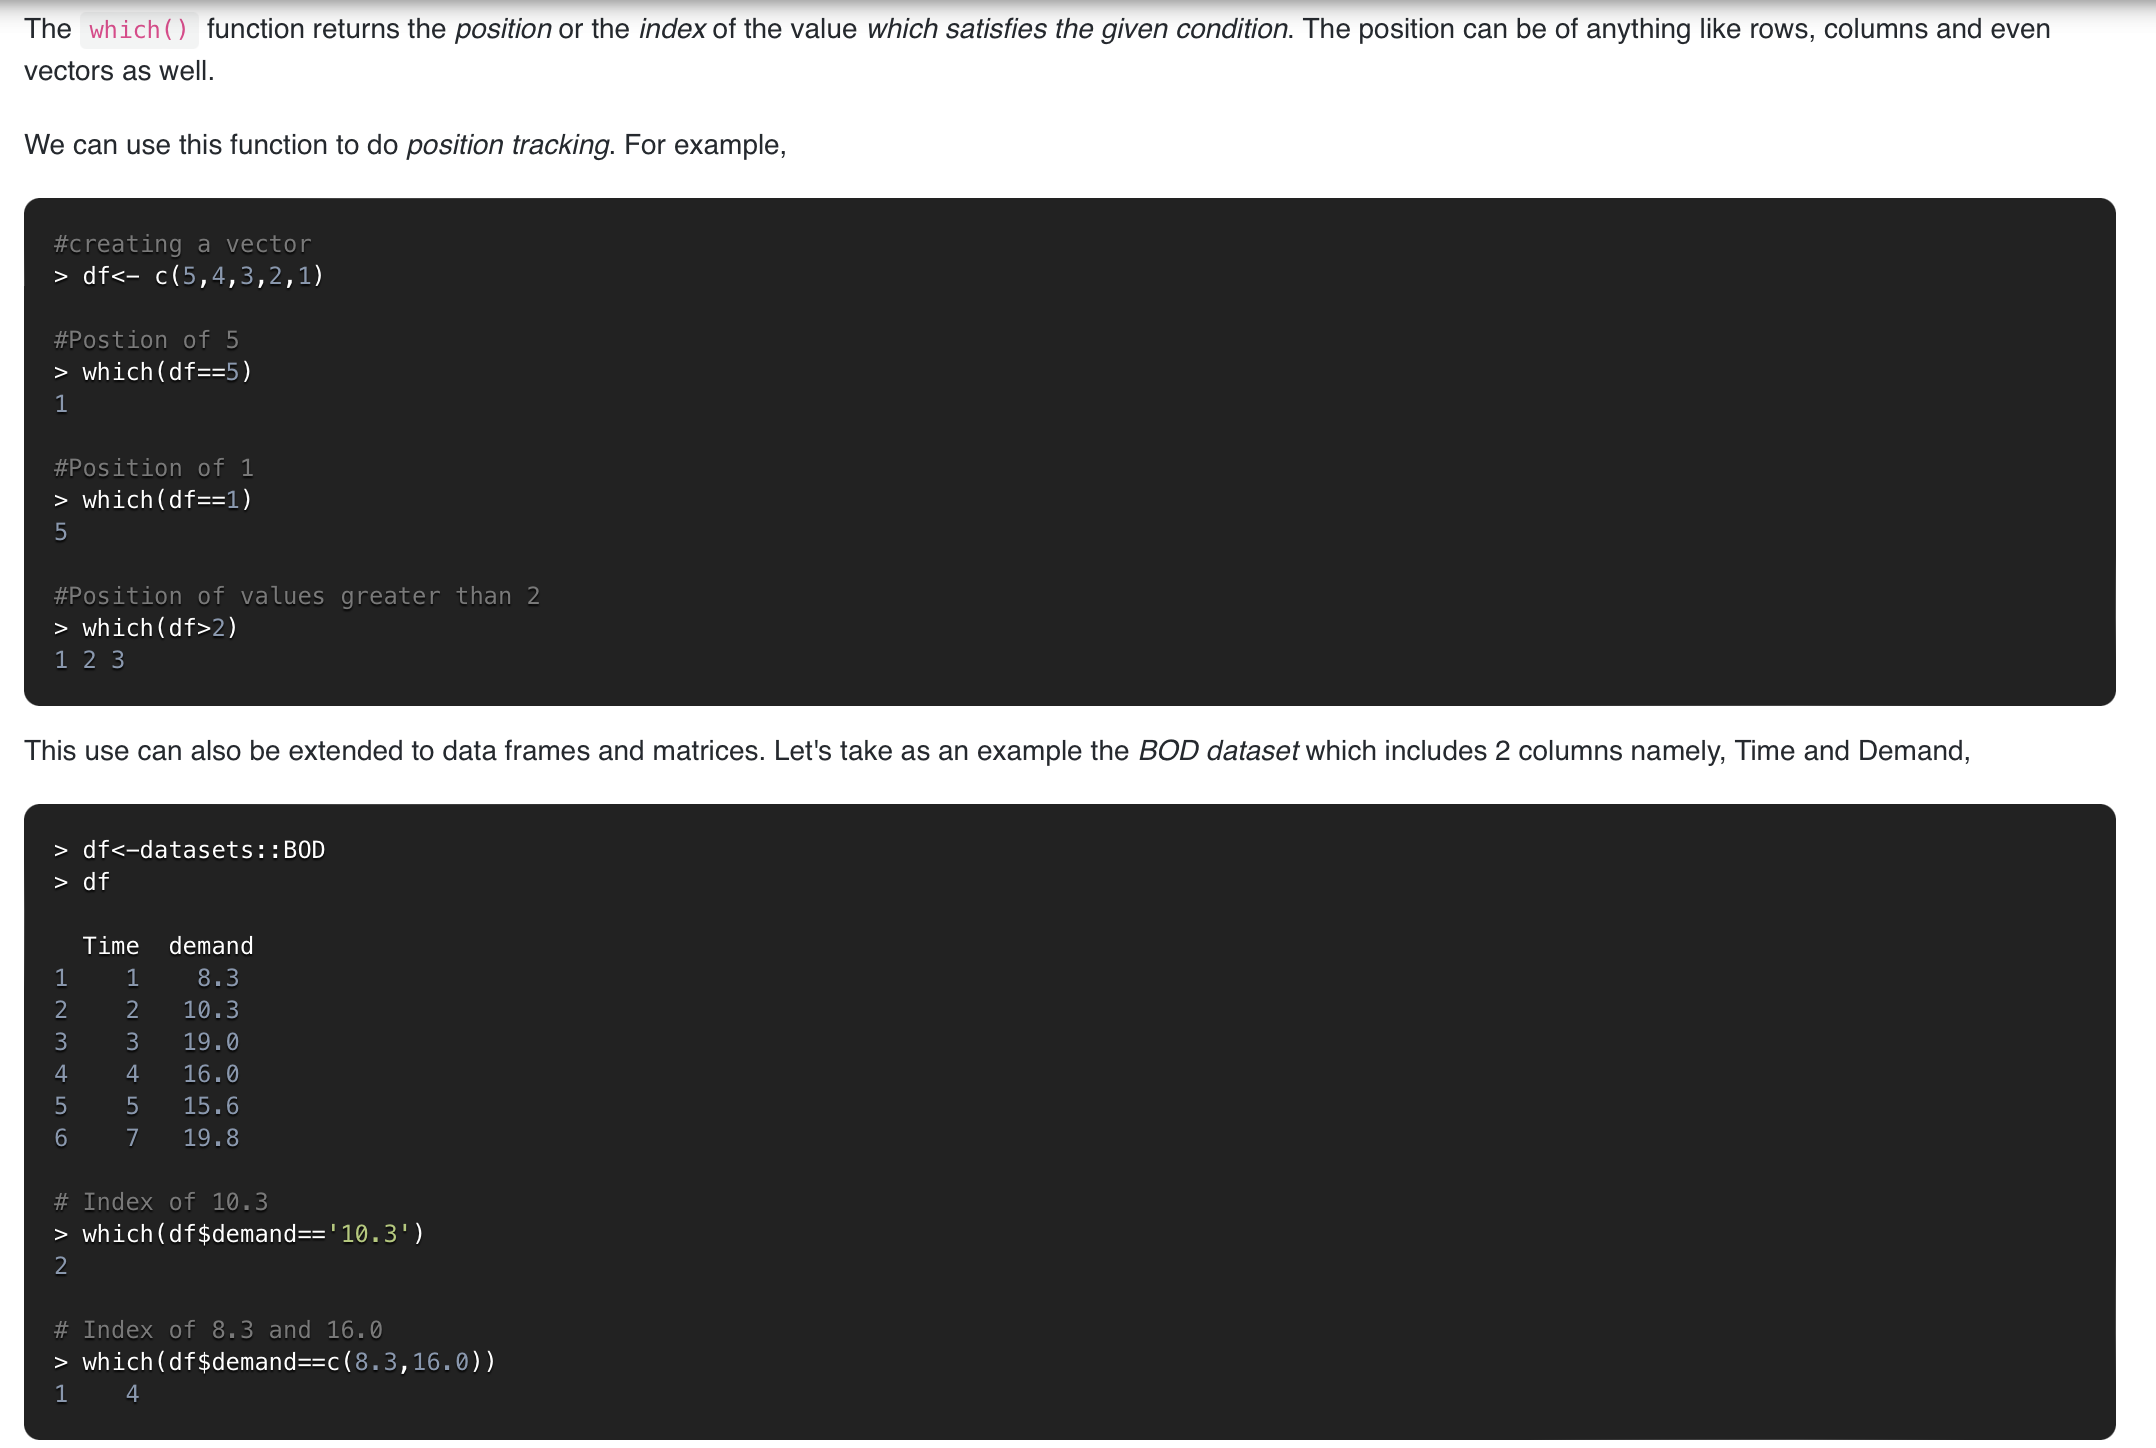 The which() function returns the position or the index of the value which satisfies the given condition. The position can be of anything like rows, columns and even
vectors as well.
We can use this function to do position tracking. For example,
#creating a vector
> df<- c(5,4,3,2,1)
#Postion of 5
> which(df==5)
1
#Position of 1
> which(df==1)
5
#Position of values greater than 2
> which(df>2)
1 2 3
This use can also be extended to data frames and matrices. Let's take as an example the BOD dataset which includes 2 columns namely, Time and Demand,
> df<-datasets::BOD
> df
  Time  demand
1    1    8.3
2    2   10.3
3    3   19.0
4    4   16.0
5    5   15.6
6    7   19.8
# Index of 10.3
> which(df$demand=='10.3')
2
# Index of 8.3 and 16.0
> which(df$demand==c(8.3,16.0))
1    4